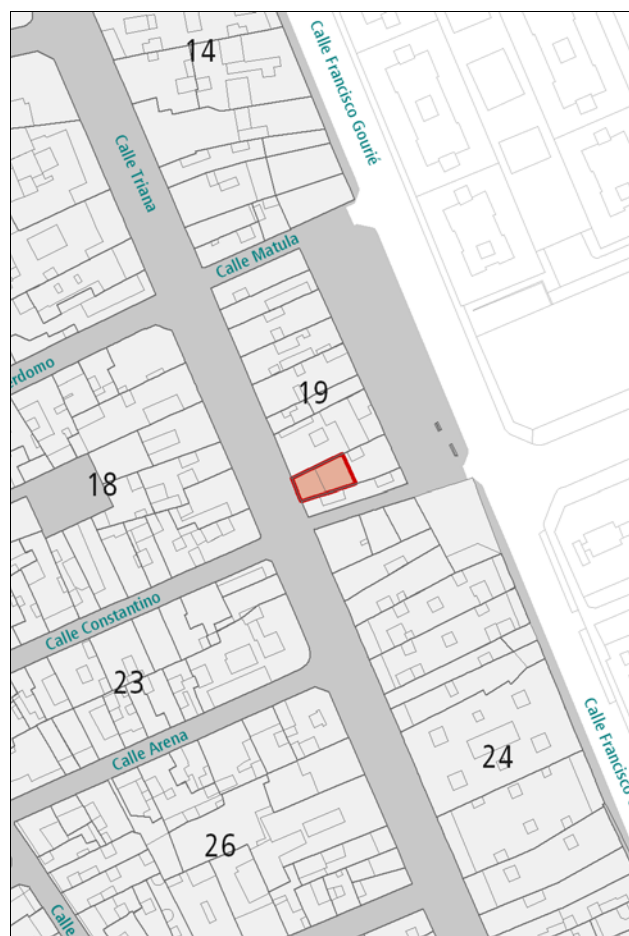 14
Calle Francisco Gourié
Calle Triana
Calle Matula
rdomo
19
18
Calle Constantino
23
Calle Arena
24
Calle Francisco
26
Calle